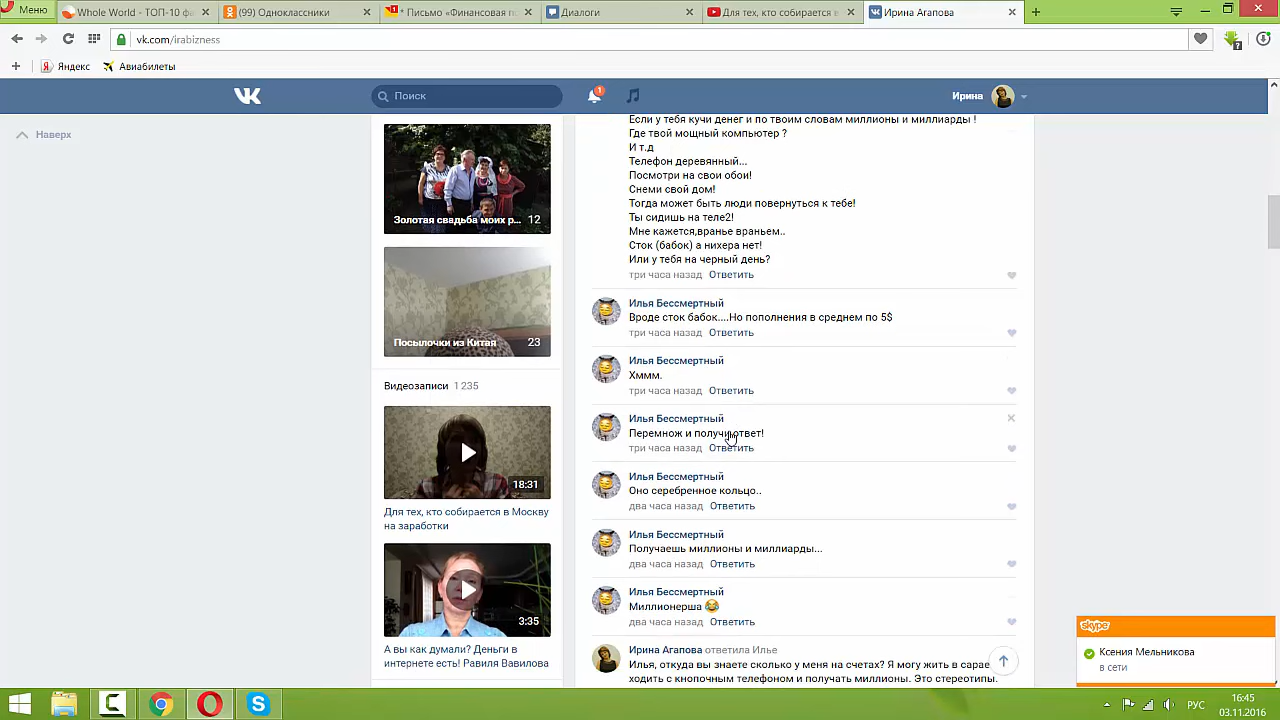 Меню
Whole World - ТОП-10 фа
(99) Одноклассники
Письмо «Финансовая по
Диалоги
Для тех, кто собирается в
Ирина Агапова
vk.com/irabizness
7
Яндекс
Авиабилеты
Поиск
1
Ирина
Наверх
Золотая свадьба моих р... 12
Посылочки из Китая 23
Видеозаписи 1 235
18:31
Для тех, кто собирается в Москву
на заработки
3:35
А вы как думали? Деньги в
интернете есть! Равиля Вавилова
Если у тебя кучи денег и по твоим словам миллионы и миллиарды !
Где твой мощный компьютер ?
И т.д
Телефон деревянный...
Посмотри на свои обои!
Снеми свой дом!
Тогда может быть люди повернуться к тебе!
Ты сидишь на теле2!
Мне кажется,вранье враньем..
Сток (бабок) а нихера нет!
Или у тебя на черный день?
три часа назад Ответить
Илья Бессмертный
Вроде сток бабок....Но пополнения в среднем по 5$
три часа назад Ответить
Илья Бессмертный
Хммм.
три часа назад Ответить
Илья Бессмертный
Перемнож и получи ответ!
три часа назад Ответить
Илья Бессмертный
Оно серебренное кольцо..
два часа назад Ответить
Илья Бессмертный
Получаешь миллионы и миллиарды...
два часа назад Ответить
Илья Бессмертный
Миллионерша 😂
два часа назад Ответить
Ирина Агапова ответила Илье
Илья, откуда вы знаете сколько у меня на счетах? Я могу жить в сарае
ходить с кнопочным телефоном и получать миллионы. Это стереотипы.
skype
Ксения Мельникова
в сети
РУС
16:45
03.11.2016